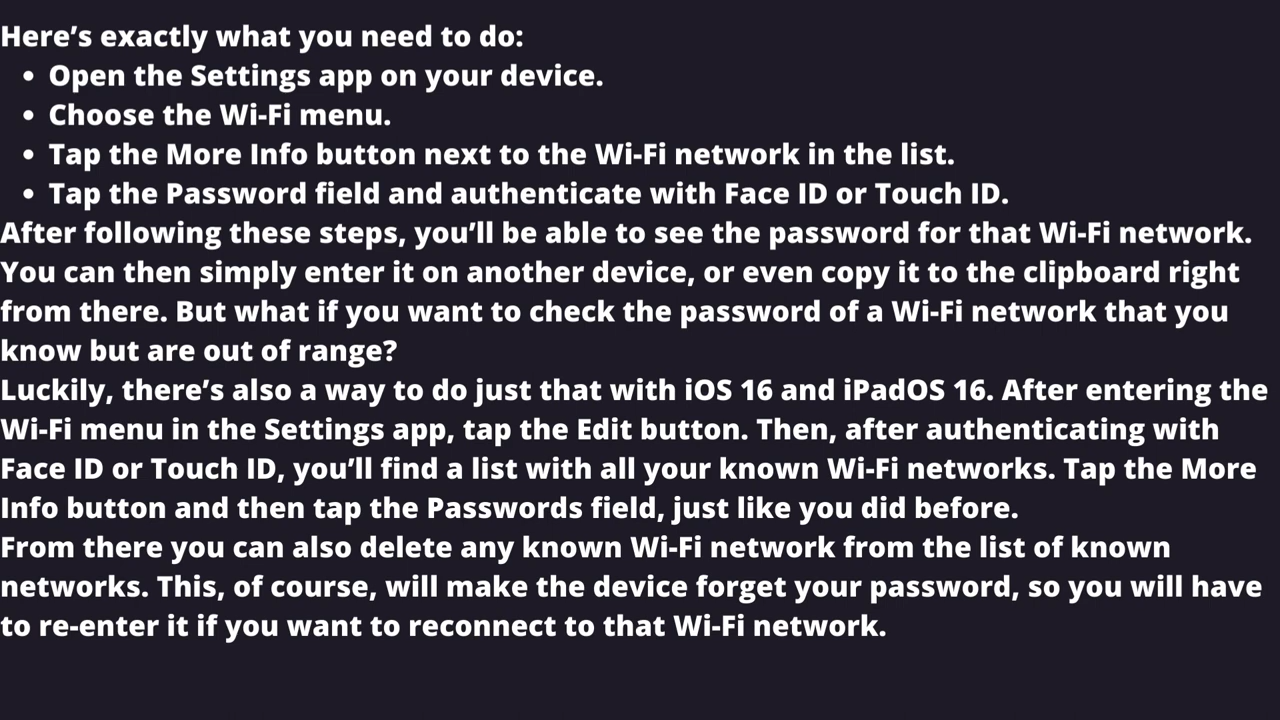 Here’s exactly what you need to do:
• Open the Settings app on your device.
• Choose the Wi-Fi menu.
• Tap the More Info button next to the Wi-Fi network in the list.
• Tap the Password field and authenticate with Face ID or Touch ID.
After following these steps, you’ll be able to see the password for that Wi-Fi network.
You can then simply enter it on another device, or even copy it to the clipboard right
from there. But what if you want to check the password of a Wi-Fi network that you
know but are out of range?
Luckily, there’s also a way to do just that with iOS 16 and iPadOS 16. After entering the
Wi-Fi menu in the Settings app, tap the Edit button. Then, after authenticating with
Face ID or Touch ID, you’ll find a list with all your known Wi-Fi networks. Tap the More
Info button and then tap the Passwords field, just like you did before.
From there you can also delete any known Wi-Fi network from the list of known
networks. This, of course, will make the device forget your password, so you will have
to re-enter it if you want to reconnect to that Wi-Fi network.